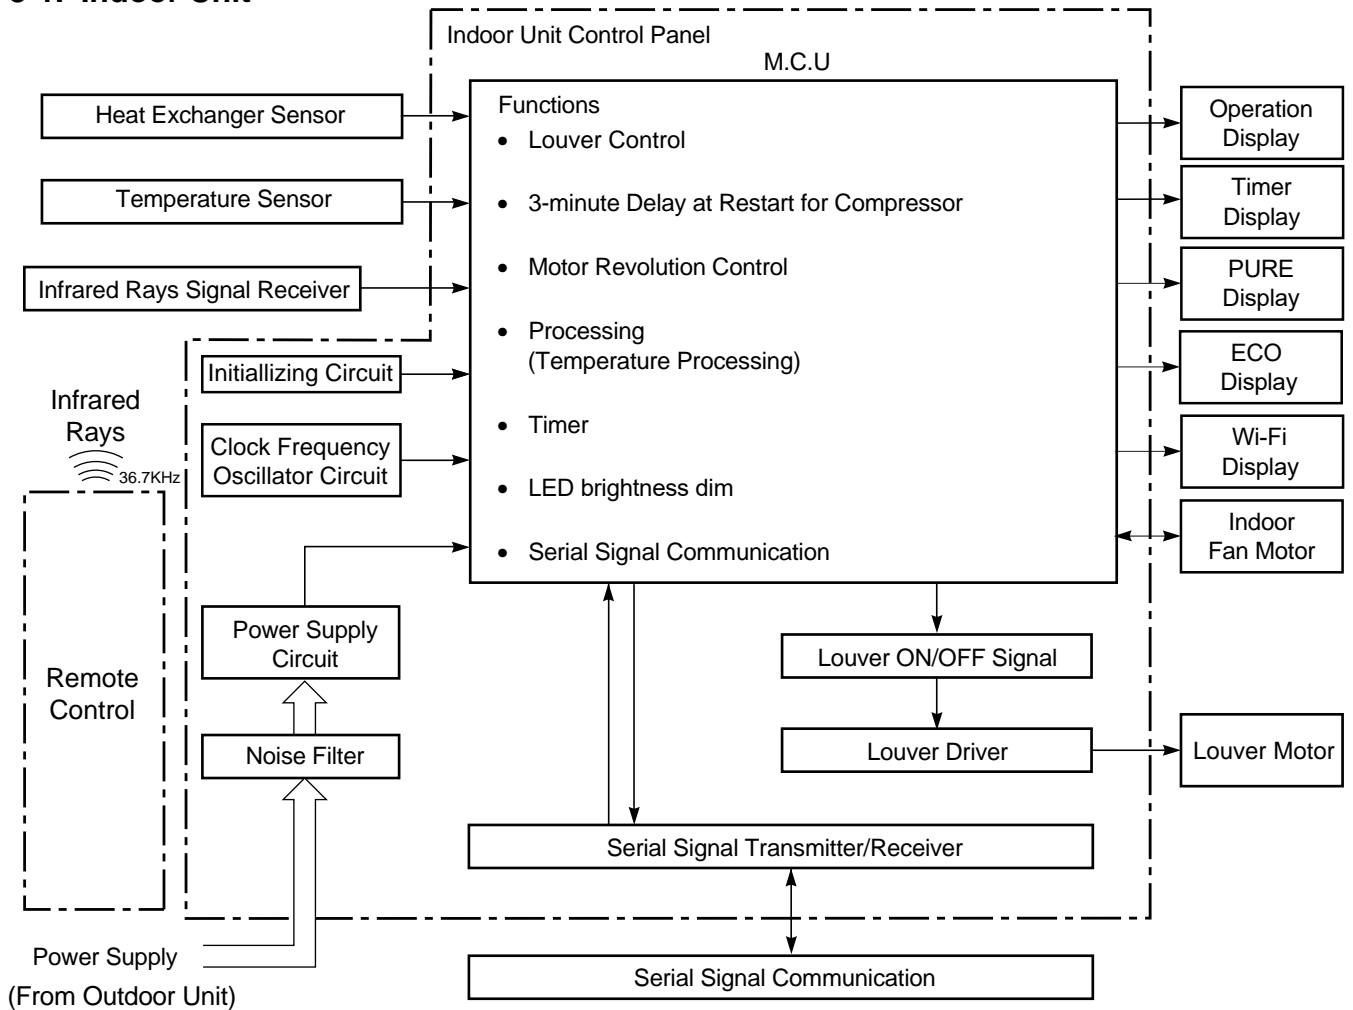 Indoor Unit
Indoor Unit Control Panel
M.C.U
Heat Exchanger Sensor
Temperature Sensor
Infrared Rays Signal Receiver
Initiallizing Circuit
Clock Frequency
Oscillator Circuit
Infrared
Rays
36.7KHz
Remote
Control
Power Supply
Circuit
Noise Filter
Power Supply
(From Outdoor Unit)
Functions
• Louver Control
• 3-minute Delay at Restart for Compressor
• Motor Revolution Control
• Processing
(Temperature Processing)
• Timer
• LED brightness dim
• Serial Signal Communication
Louver ON/OFF Signal
Louver Driver
Serial Signal Transmitter/Receiver
Serial Signal Communication
Operation
Display
Timer
Display
PURE
Display
ECO
Display
Wi-Fi
Display
Indoor
Fan Motor
Louver Motor